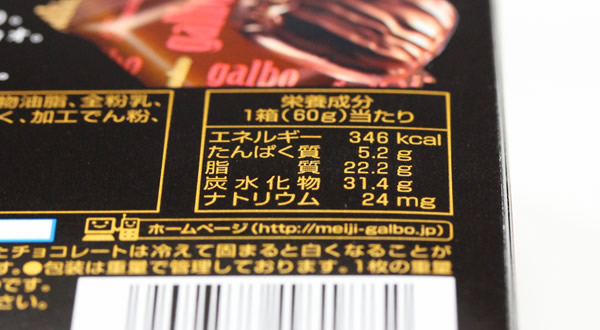 galbo
galbo
物油脂、全粉乳、
く、加工でん粉、
栄養成分
1箱(60g)当たり
エネルギー 346 kcal
たんぱく質 5.2 g
脂質 22.2 g
炭水化物 31.4 g
ナトリウム 24 mg
ホームページ(http://meiji-galbo.jp)
たチョコレートは冷えて固まると白くなることが
す。●包装は重量で管理しております。1枚の重量
です。
さい。